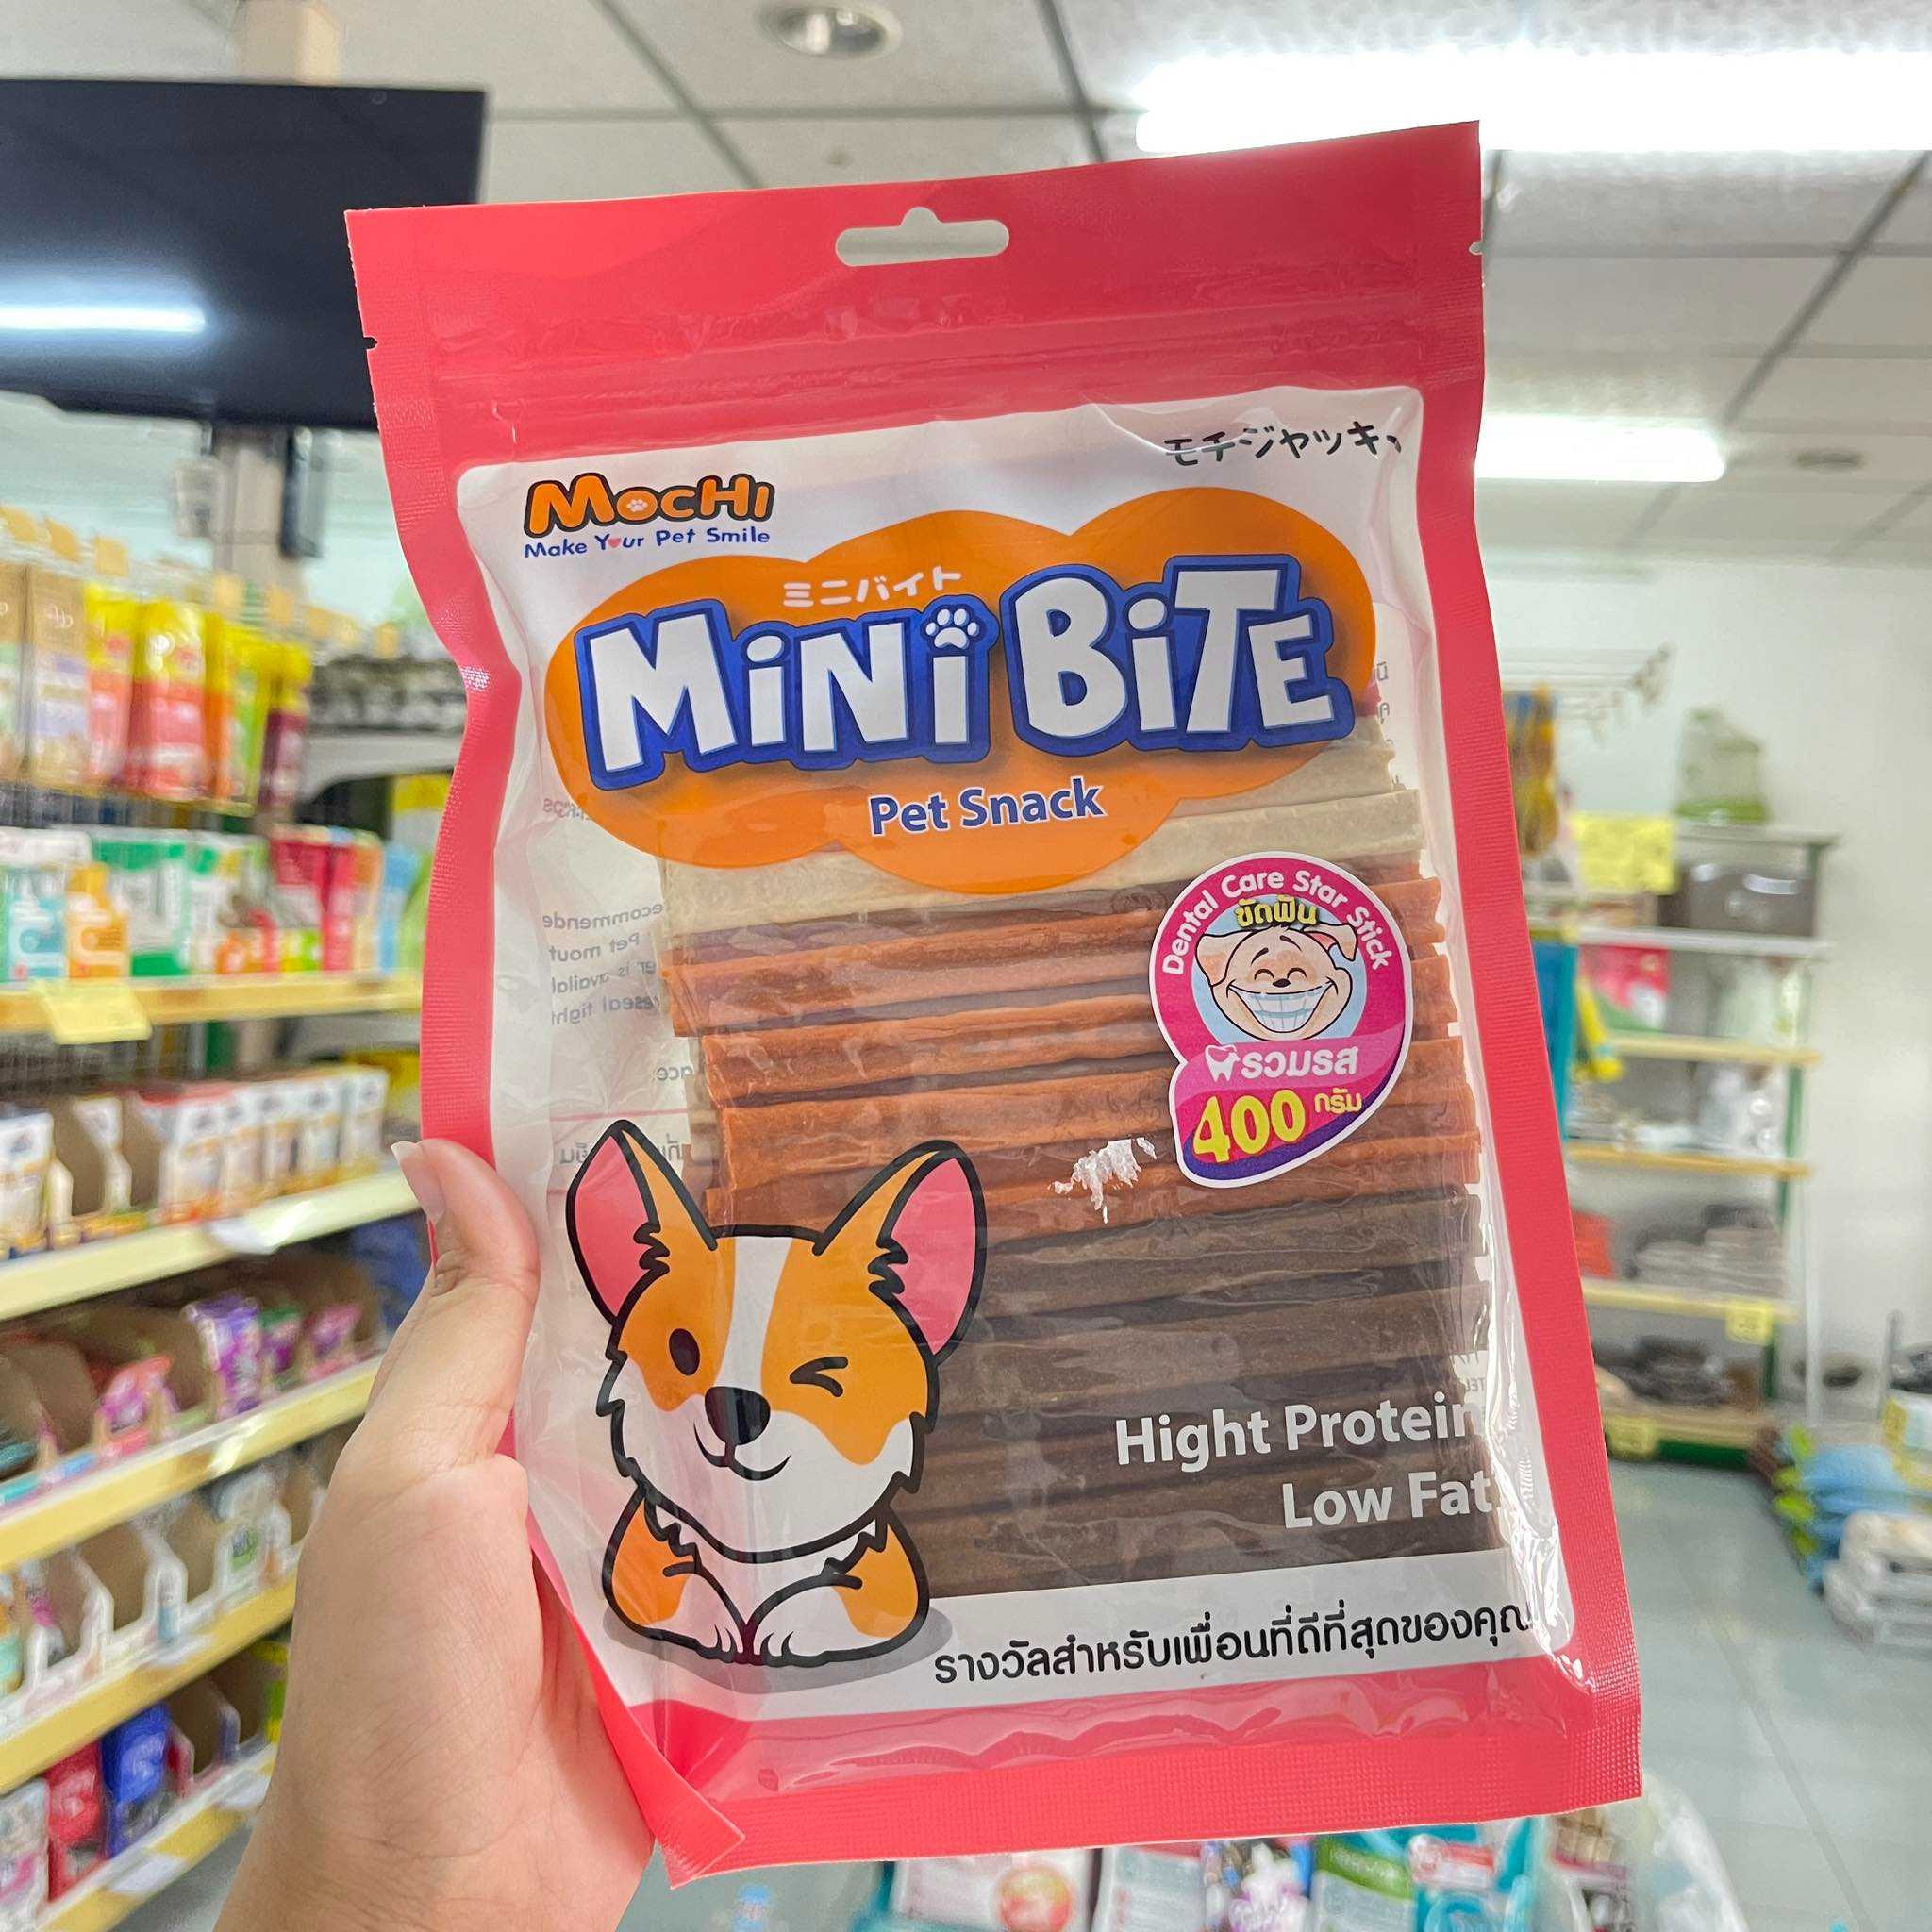 モチジャッキー
MocHI
Make Your Pet Smile
ミニバイト
MiNi BiTE
Pet Snack
Dental Care Star Stick
ขัดฟัน
รวมรส
400 กรัม
Hight Protein
Low Fat
รางวัลสำหรับเพื่อนที่ดีที่สุดของคุณ